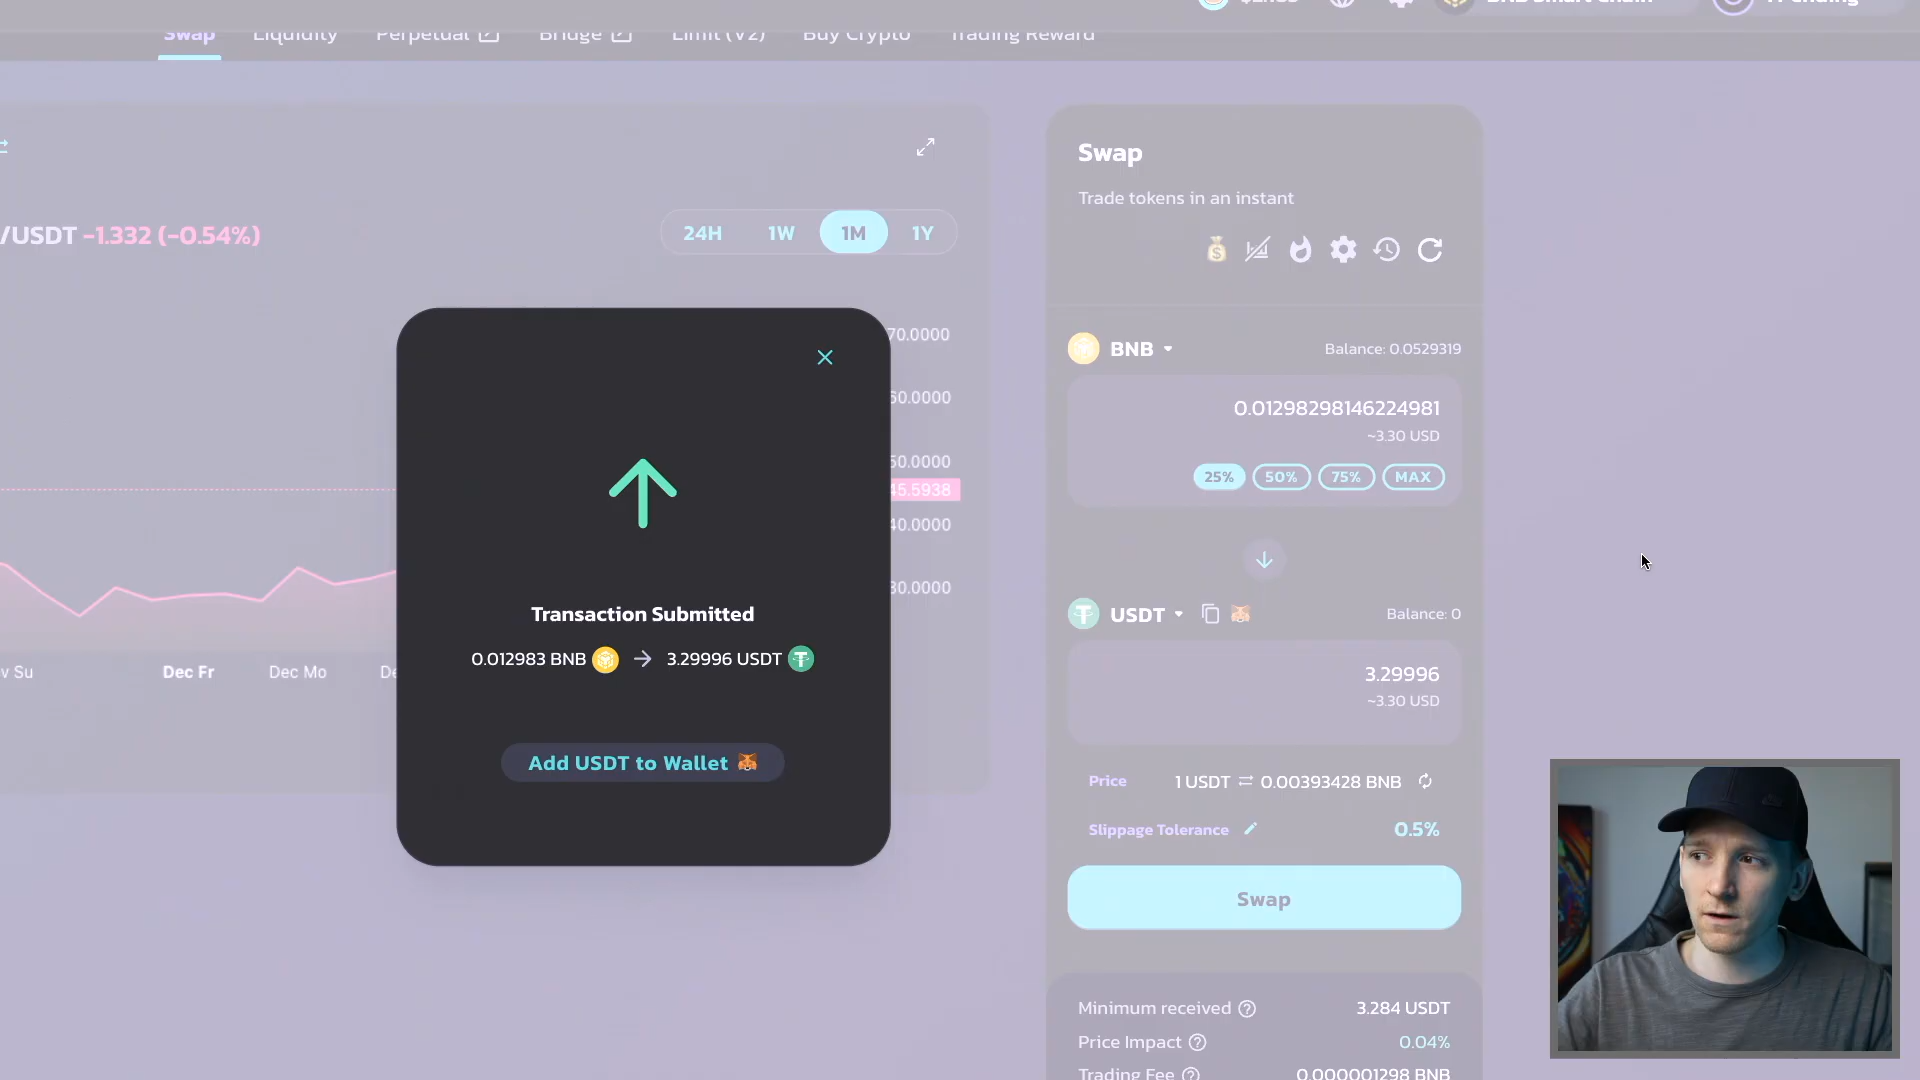 BNB Smart Chain
Swap
Liquidity
Perpetual
Bridge
Limit (V2)
Buy Crypto
Trading Reward
/USDT -1.332 (-0.54%)
24H
1W
1M
1Y
70.0000
60.0000
50.0000
45.5938
40.0000
30.0000
v Su
Dec Fr
Dec Mo
De
Transaction Submitted
0.012983 BNB → 3.29996 USDT
Add USDT to Wallet
Swap
Trade tokens in an instant
BNB
Balance: 0.0529319
0.01298298146224981
~3.30 USD
25%
50%
75%
MAX
USDT
Balance: 0
3.29996
~3.30 USD
Price
1 USDT ⇄ 0.00393428 BNB
Slippage Tolerance
0.5%
Swap
Minimum received
3.284 USDT
Price Impact
0.04%
Trading Fee
0.000001298 BNB